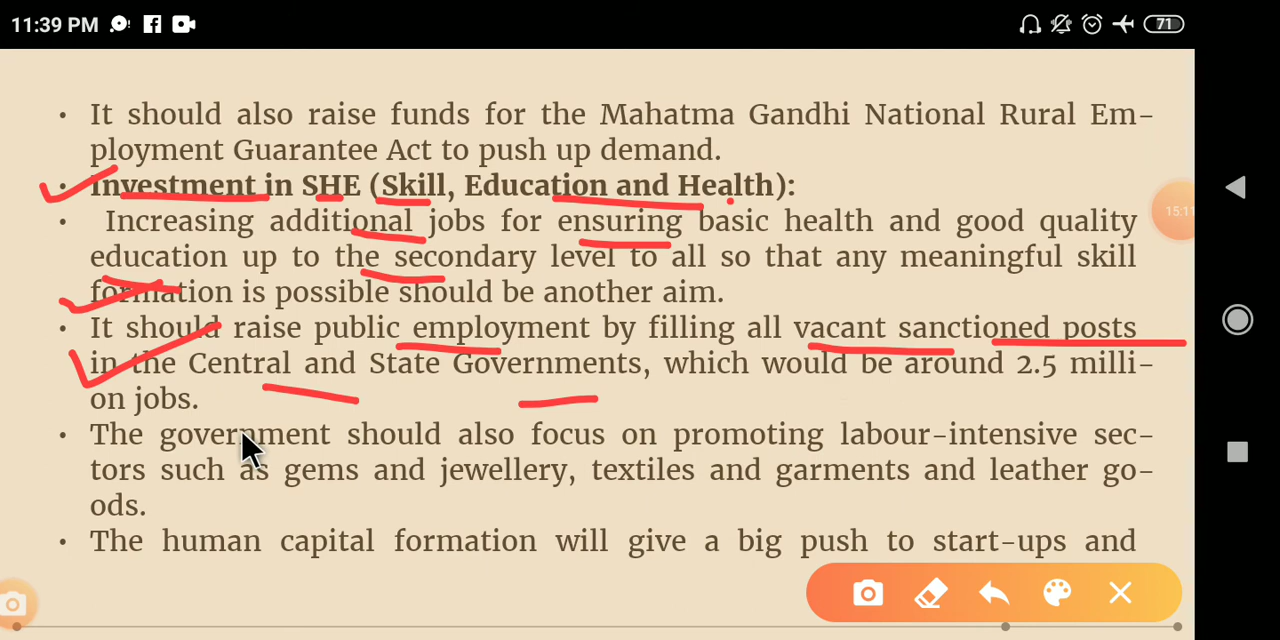 11:39 PM
71
• It should also raise funds for the Mahatma Gandhi National Rural Em-
ployment Guarantee Act to push up demand.
• Investment in SHE (Skill, Education and Health):
• Increasing additional jobs for ensuring basic health and good quality
education up to the secondary level to all so that any meaningful skill
formation is possible should be another aim.
• It should raise public employment by filling all vacant sanctioned posts
in the Central and State Governments, which would be around 2.5 milli-
on jobs.
• The government should also focus on promoting labour-intensive sec-
tors such as gems and jewellery, textiles and garments and leather go-
ods.
• The human capital formation will give a big push to start-ups and
15:11